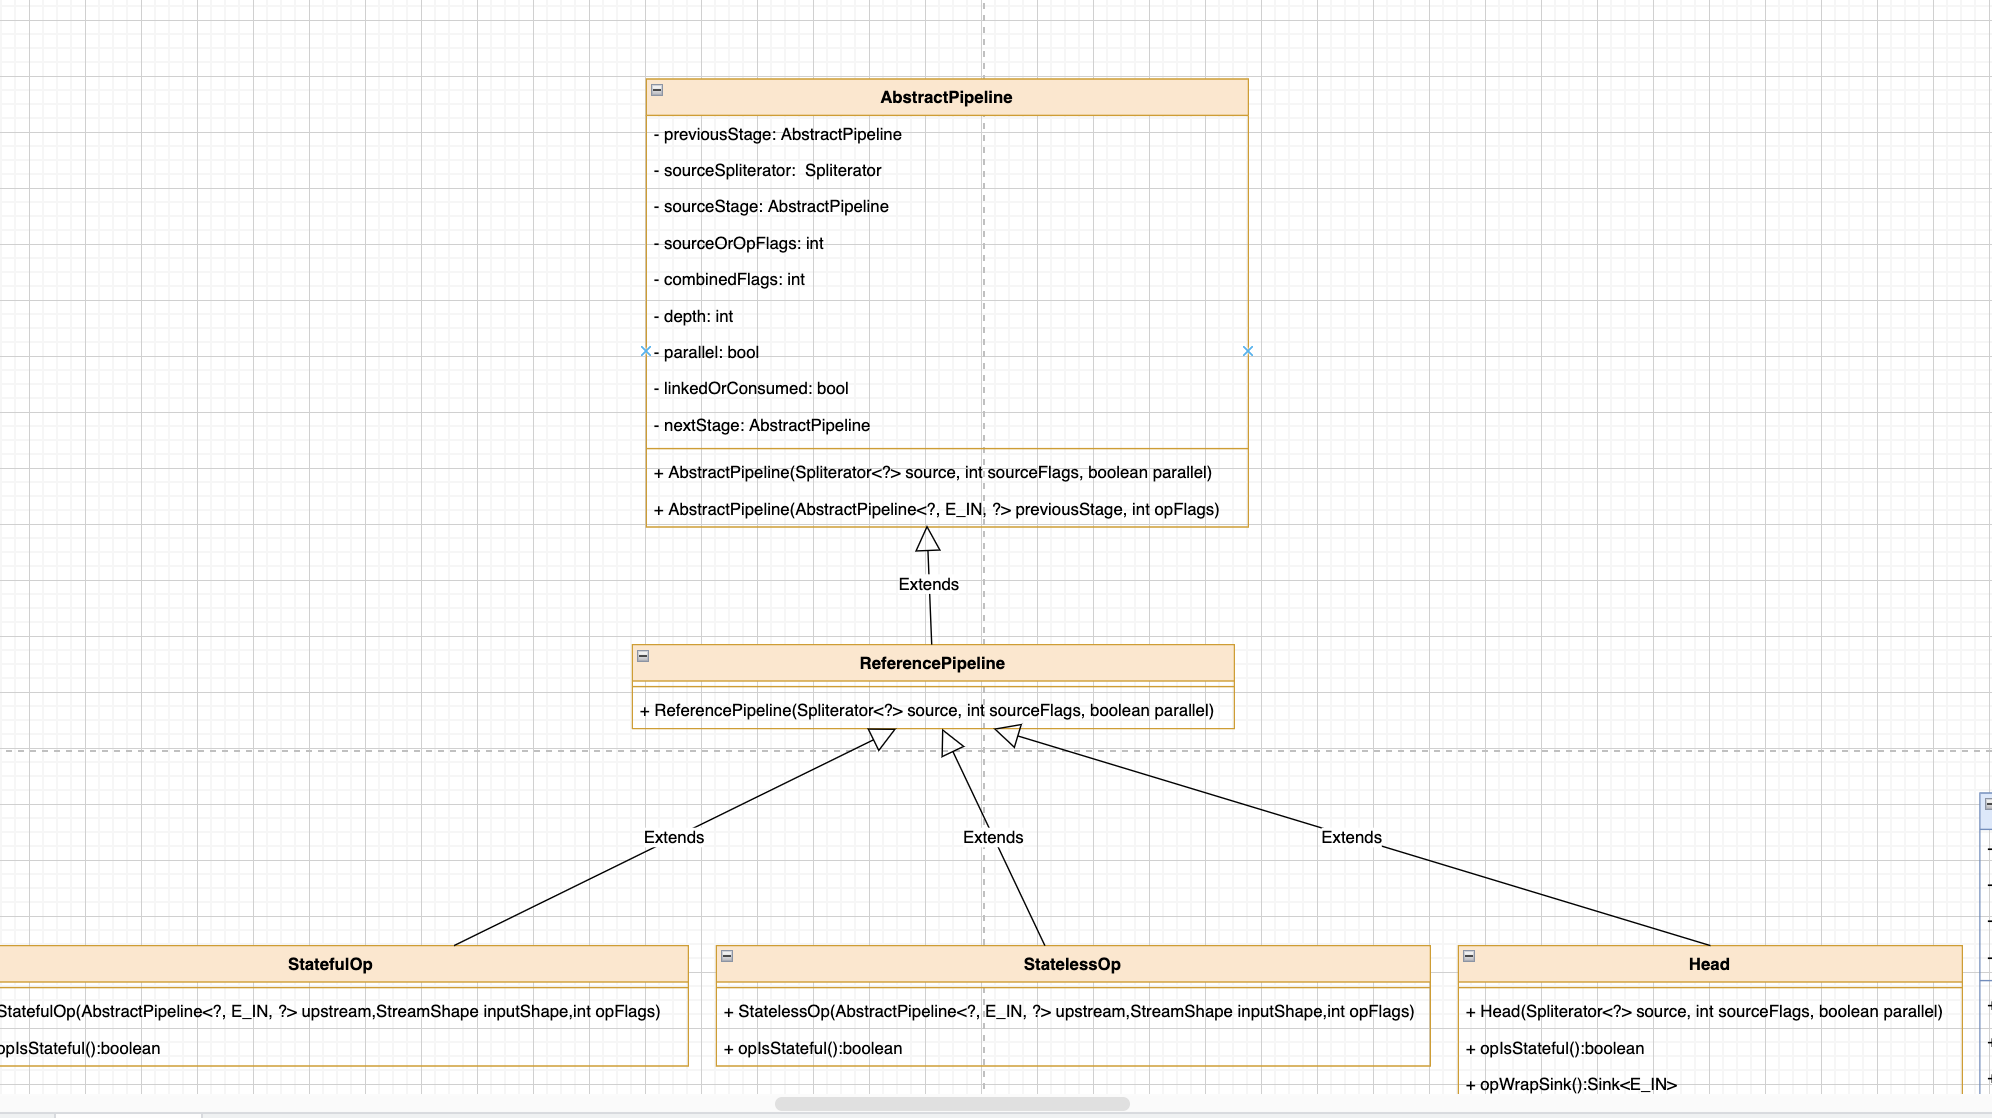 AbstractPipeline
- previousStage: AbstractPipeline
- sourceSpliterator:  Spliterator
- sourceStage: AbstractPipeline
- sourceOrOpFlags: int
- combinedFlags: int
- depth: int
- parallel: bool
- linkedOrConsumed: bool
- nextStage: AbstractPipeline
+ AbstractPipeline(Spliterator<?> source, int sourceFlags, boolean parallel)
+ AbstractPipeline(AbstractPipeline<?, E_IN, ?> previousStage, int opFlags)
Extends
ReferencePipeline
+ ReferencePipeline(Spliterator<?> source, int sourceFlags, boolean parallel)
Extends
Extends
Extends
StatefulOp
StatefulOp(AbstractPipeline<?, E_IN, ?> upstream,StreamShape inputShape,int opFlags)
opIsStateful():boolean
StatelessOp
+ StatelessOp(AbstractPipeline<?, E_IN, ?> upstream,StreamShape inputShape,int opFlags)
+ opIsStateful():boolean
Head
+ Head(Spliterator<?> source, int sourceFlags, boolean parallel)
+ opIsStateful():boolean
+ opWrapSink():Sink<E_IN>